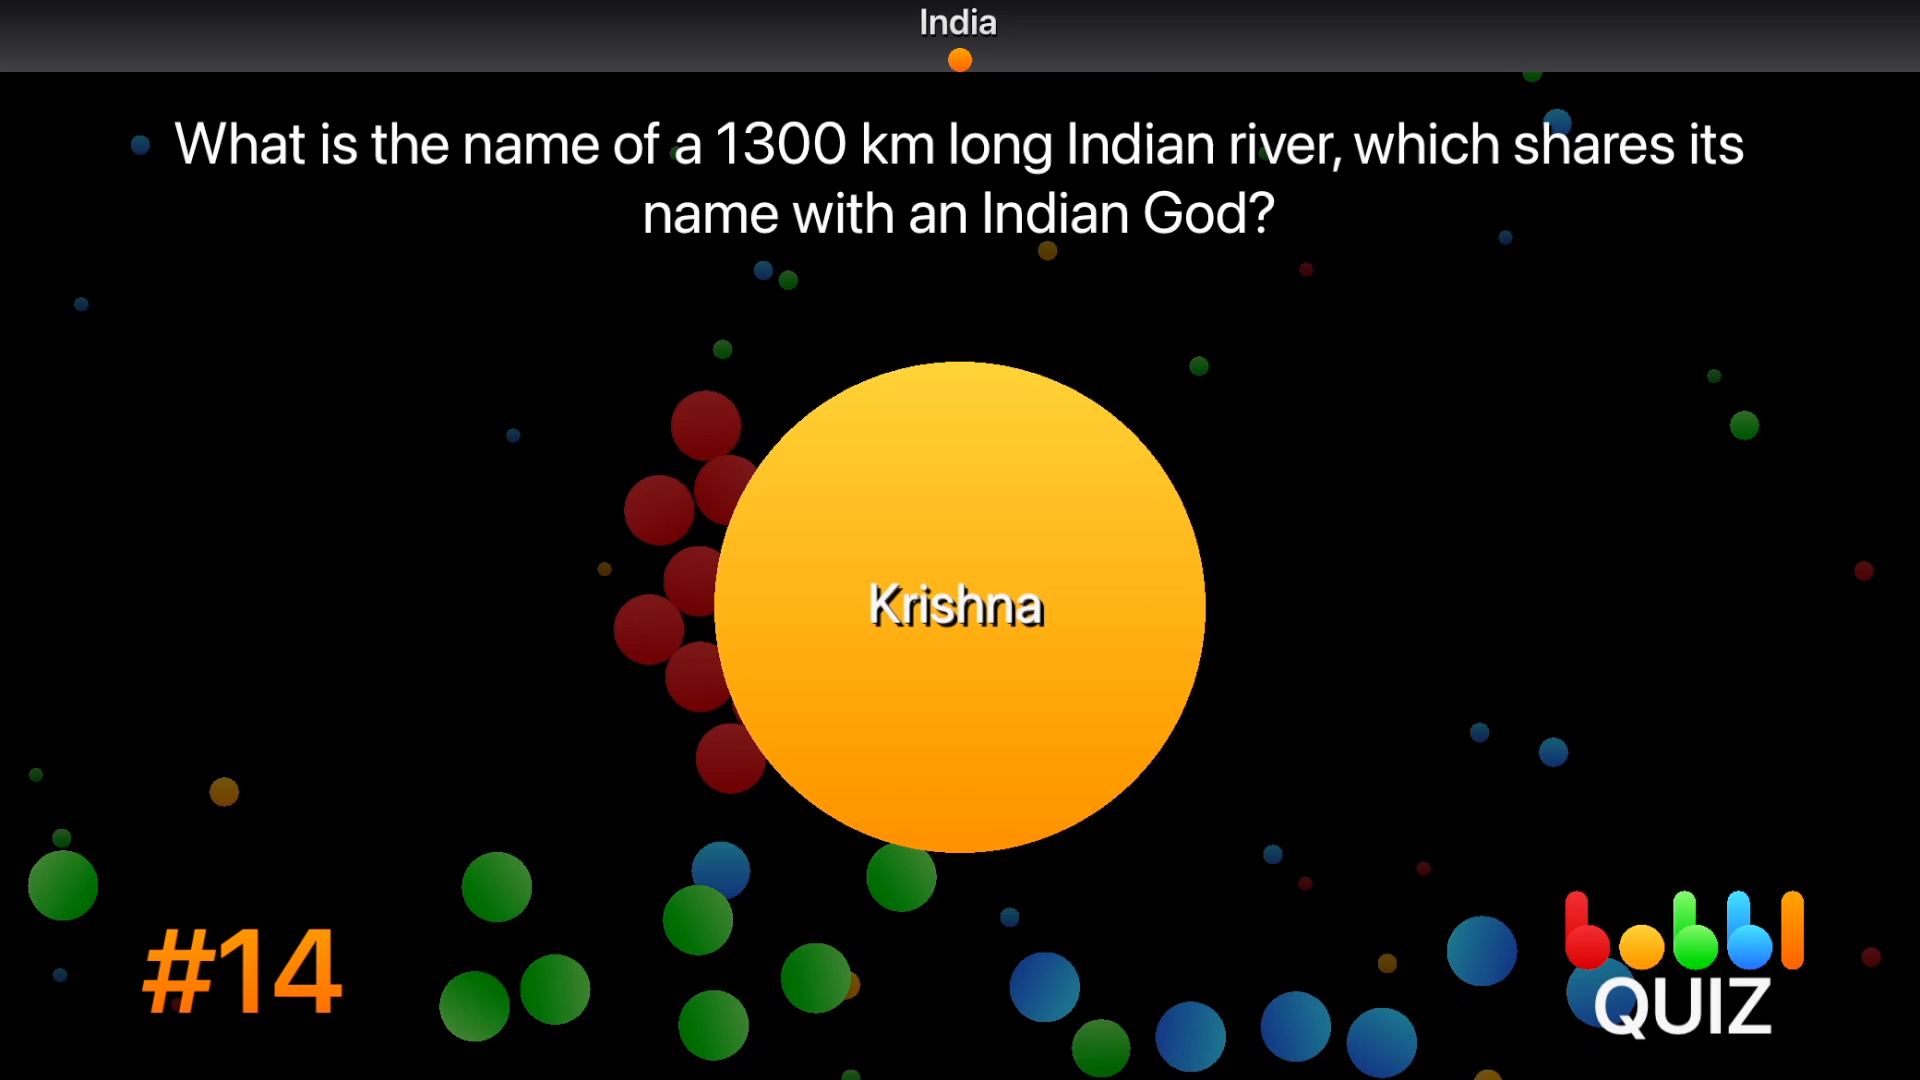 India
What is the name of a 1300 km long Indian river, which shares its
name with an Indian God?
Krishna
#14
bobbl
QUIZ